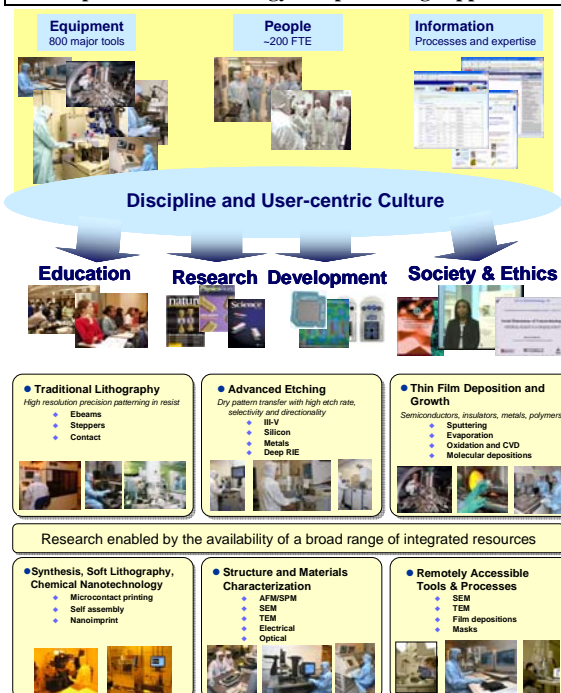 Equipment
800 major tools
People
~200 FTE
Information
Processes and expertise
Discipline and User-centric Culture
Education
Research
Development
Society & Ethics
nature
Science
Traditional Lithography
High resolution precision patterning in resist
Ebeams
Steppers
Contact
Advanced Etching
Dry pattern transfer with high etch rate,
selectivity and directionality
III-V
Silicon
Metals
Deep RIE
Thin Film Deposition and
Growth
Semiconductors, insulators, metals, polymers
Sputtering
Evaporation
Oxidation and CVD
Molecular depositions
Research enabled by the availability of a broad range of integrated resources
Synthesis, Soft Lithography,
Chemical Nanotechnology
Microcontact printing
Self assembly
Nanoimprint
Structure and Materials
Characterization
AFM/SPM
SEM
TEM
Electrical
Optical
Remotely Accessible
Tools & Processes
SEM
TEM
Film depositions
Masks